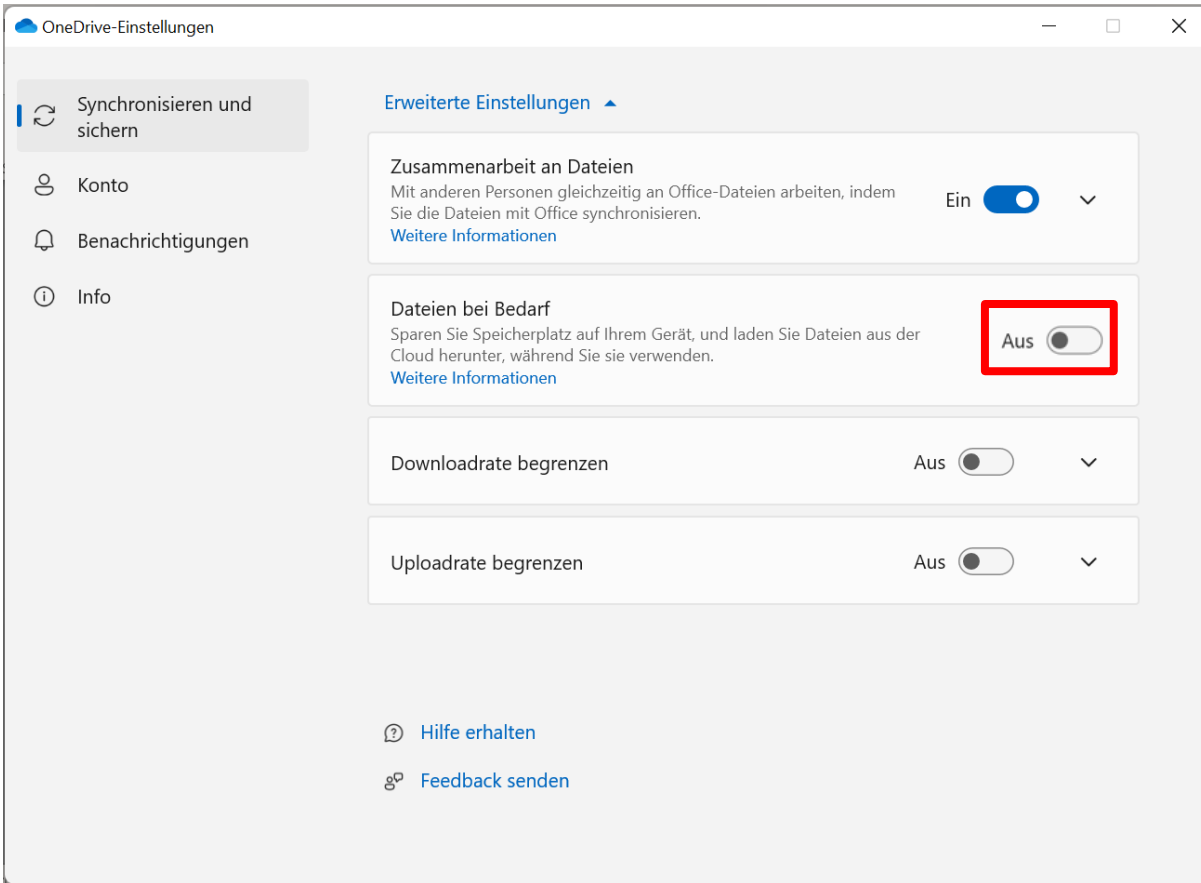 OneDrive-Einstellungen
Synchronisieren und
sichern
Konto
Benachrichtigungen
Info
Erweiterte Einstellungen
Zusammenarbeit an Dateien
Mit anderen Personen gleichzeitig an Office-Dateien arbeiten, indem
Sie die Dateien mit Office synchronisieren.
Weitere Informationen
Ein
Dateien bei Bedarf
Sparen Sie Speicherplatz auf Ihrem Gerät, und laden Sie Dateien aus der
Cloud herunter, während Sie sie verwenden.
Weitere Informationen
Aus
Downloadrate begrenzen
Aus
Uploadrate begrenzen
Aus
Hilfe erhalten
Feedback senden